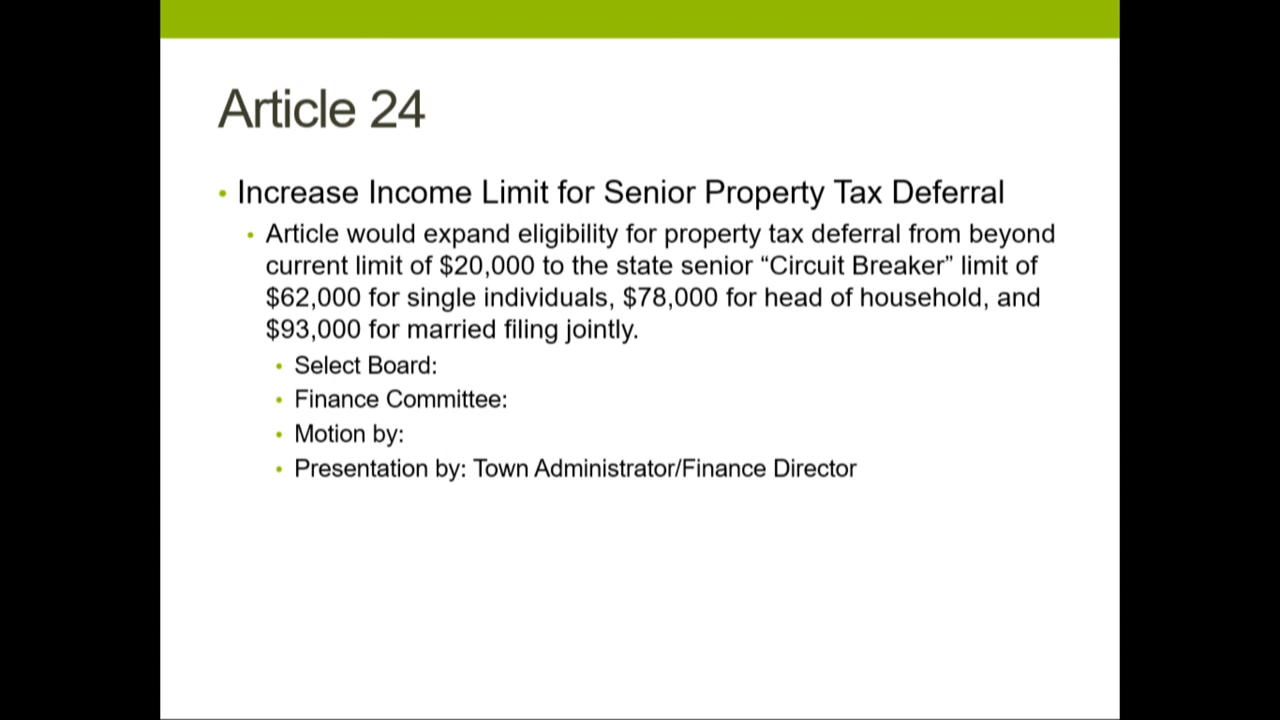 Article 24
• Increase Income Limit for Senior Property Tax Deferral
• Article would expand eligibility for property tax deferral from beyond
current limit of $20,000 to the state senior “Circuit Breaker” limit of
$62,000 for single individuals, $78,000 for head of household, and
$93,000 for married filing jointly.
• Select Board:
• Finance Committee:
• Motion by:
• Presentation by: Town Administrator/Finance Director